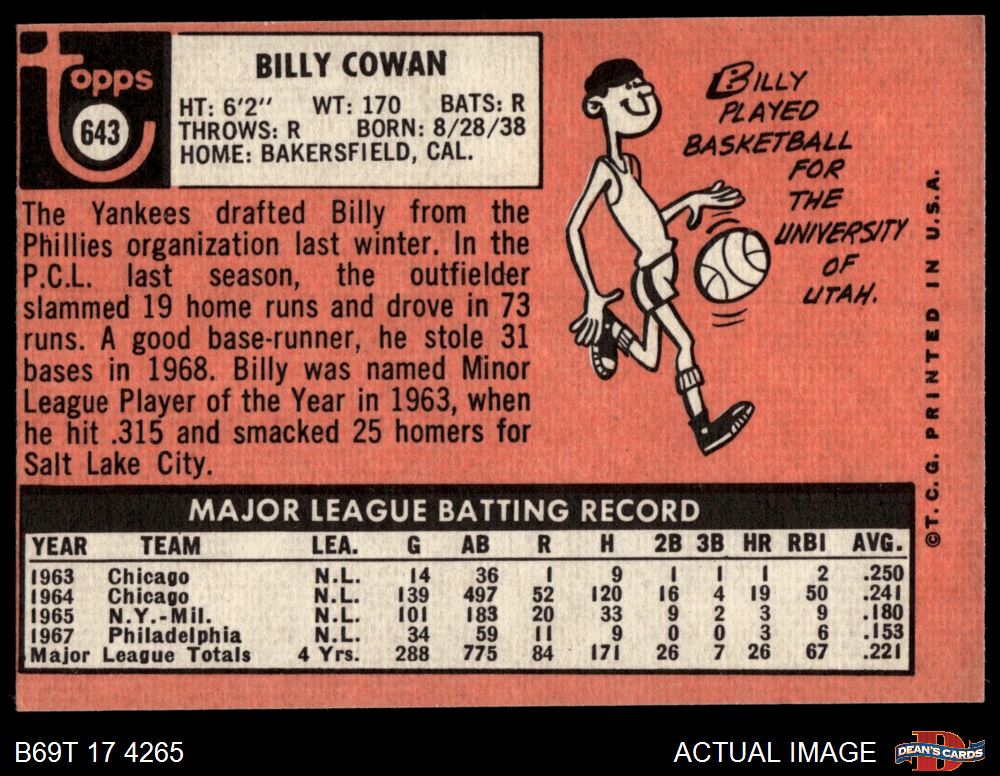 topps
643
BILLY COWAN
HT: 6'2" WT: 170 BATS: R
THROWS: R BORN: 8/28/38
HOME: BAKERSFIELD, CAL.
The Yankees drafted Billy from the
Phillies organization last winter. In the
P.C.L. last season, the outfielder
slammed 19 home runs and drove in 73
runs. A good base-runner, he stole 31
bases in 1968. Billy was named Minor
League Player of the Year in 1963, when
he hit .315 and smacked 25 homers for
Salt Lake City.
BILLY
PLAYED
BASKETBALL
FOR
THE
UNIVERSITY
OF
UTAH.
©T. C. G. PRINTED IN U.S.A.
MAJOR LEAGUE BATTING RECORD
YEAR TEAM LEA. G AB R H 2B 3B HR RBI AVG.
1963 Chicago N.L. 14 36 1 9 1 1 1 2 .250
1964 Chicago N.L. 139 497 52 120 16 4 19 50 .241
1965 N.Y.-Mil. N.L. 101 183 20 33 9 2 3 9 .180
1967 Philadelphia N.L. 34 59 11 9 0 0 3 6 .153
Major League Totals 4 Yrs. 288 775 84 171 26 7 26 67 .221
B69T 17 4265
ACTUAL IMAGE
D
DEAN'S CARDS